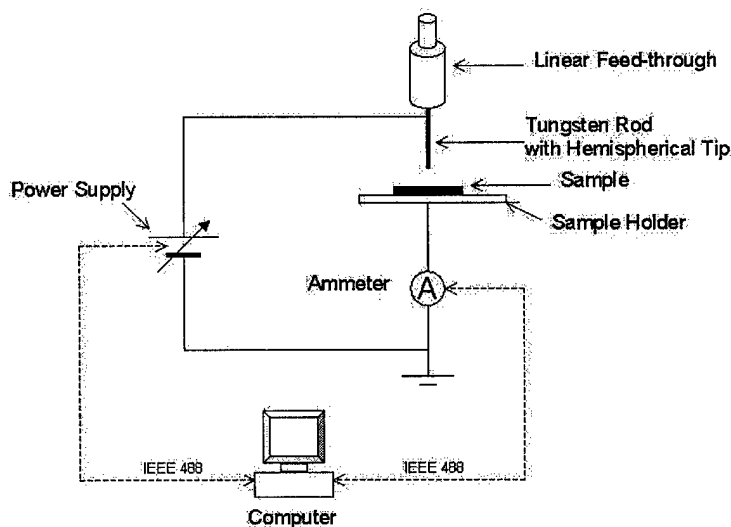 Linear Feed-through
Tungsten Rod
with Hemispherical Tip
Sample
Power Supply
Sample Holder
Ammeter
A
IEEE 488
IEEE 488
Computer